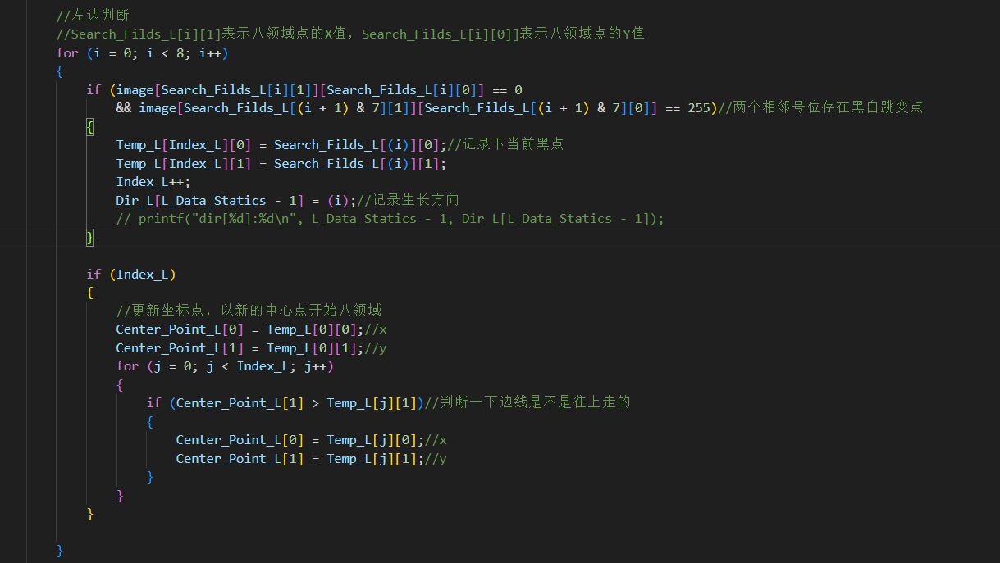 //左边判断
//Search_Filds_L[i][1]表示八领域点的X值，Search_Filds_L[i][0]]表示八领域点的Y值
for (i = 0; i < 8; i++)
{
if (image[Search_Filds_L[i][1]][Search_Filds_L[i][0]] == 0
&& image[Search_Filds_L[(i + 1) & 7][1]][Search_Filds_L[(i + 1) & 7][0]] == 255)//两个相邻号位存在黑白跳变点
{
Temp_L[Index_L][0] = Search_Filds_L[(i)][0];//记录下当前黑点
Temp_L[Index_L][1] = Search_Filds_L[(i)][1];
Index_L++;
Dir_L[L_Data_Statics - 1] = (i);//记录生长方向
// printf("dir[%d]:%d\n", L_Data_Statics - 1, Dir_L[L_Data_Statics - 1]);
}
if (Index_L)
{
//更新坐标点，以新的中心点开始八领域
Center_Point_L[0] = Temp_L[0][0];//x
Center_Point_L[1] = Temp_L[0][1];//y
for (j = 0; j < Index_L; j++)
{
if (Center_Point_L[1] > Temp_L[j][1])//判断一下边线是不是往上走的
{
Center_Point_L[0] = Temp_L[j][0];//x
Center_Point_L[1] = Temp_L[j][1];//y
}
}
}
}